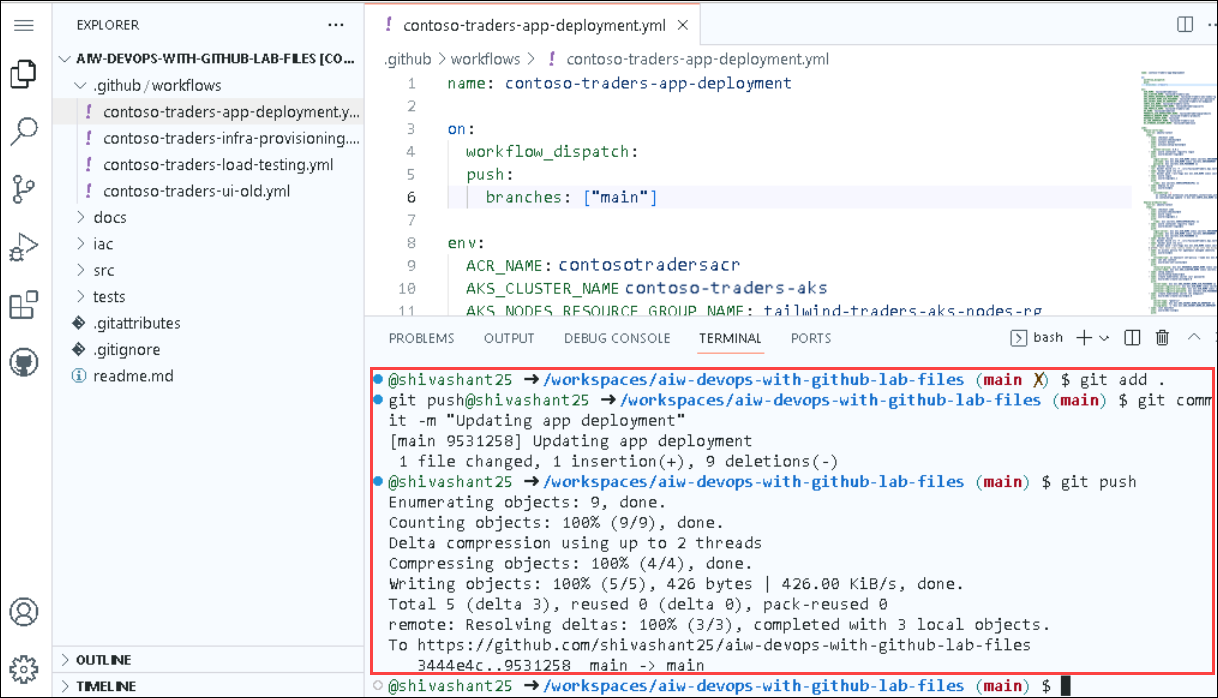 EXPLORER
AIW-DEVOPS-WITH-GITHUB-LAB-FILES [CO...
.github / workflows
contoso-traders-app-deployment.y...
contoso-traders-infra-provisioning....
contoso-traders-load-testing.yml
contoso-traders-ui-old.yml
docs
iac
src
tests
.gitattributes
.gitignore
readme.md
OUTLINE
TIMELINE
contoso-traders-app-deployment.yml
.github > workflows > ! contoso-traders-app-deployment.yml
1 name: contoso-traders-app-deployment
2
3 on:
4 workflow_dispatch:
5 push:
6 branches: ["main"]
7
8 env:
9 ACR_NAME: contosotradersacr
10 AKS_CLUSTER_NAME contoso-traders-aks
11 AKS_NODES_RESOURCE_GROUP_NAME: tailwind-traders-aks-nodes-rg
PROBLEMS OUTPUT DEBUG CONSOLE TERMINAL PORTS bash
@shivashant25 ➜ /workspaces/aiw-devops-with-github-lab-files (main ✗) $ git add .
git push@shivashant25 ➜ /workspaces/aiw-devops-with-github-lab-files (main) $ git comm
it -m "Updating app deployment"
[main 9531258] Updating app deployment
1 file changed, 1 insertion(+), 9 deletions(-)
@shivashant25 ➜ /workspaces/aiw-devops-with-github-lab-files (main) $ git push
Enumerating objects: 9, done.
Counting objects: 100% (9/9), done.
Delta compression using up to 2 threads
Compressing objects: 100% (4/4), done.
Writing objects: 100% (5/5), 426 bytes | 426.00 KiB/s, done.
Total 5 (delta 3), reused 0 (delta 0), pack-reused 0
remote: Resolving deltas: 100% (3/3), completed with 3 local objects.
To https://github.com/shivashant25/aiw-devops-with-github-lab-files
3444e4c..9531258 main -> main
@shivashant25 ➜ /workspaces/aiw-devops-with-github-lab-files (main) $